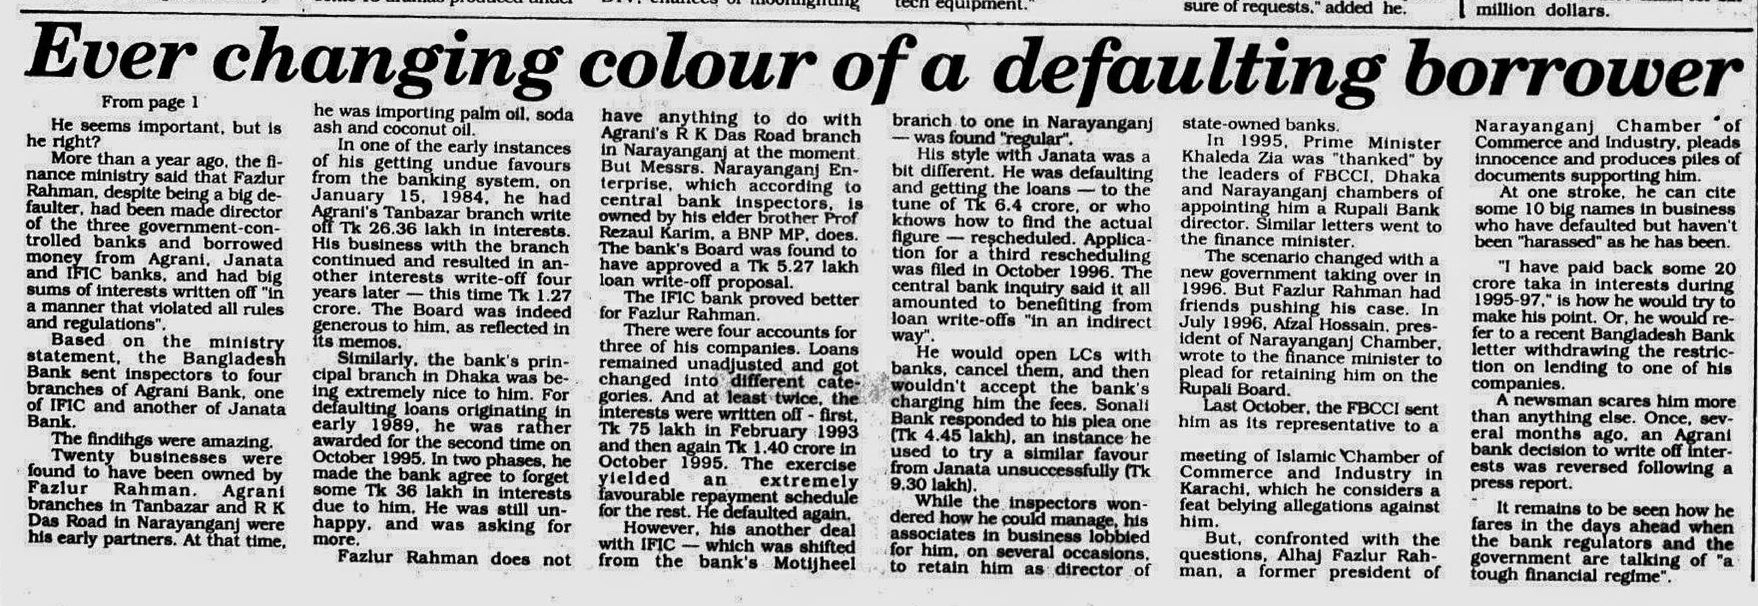 tech equipment."
sure of requests," added he.
million dollars.
Ever changing colour of a defaulting borrower
From page 1
He seems important, but is
he right?
More than a year ago, the fi-
nance ministry said that Fazlur
Rahman, despite being a big de-
faulter, had been made director
of the three government-con-
trolled banks and borrowed
money from Agrani, Janata
and IFIC banks, and had big
sums of interests written off "in
a manner that violated all rules
and regulations".
Based on the ministry
statement, the Bangladesh
Bank sent inspectors to four
branches of Agrani Bank, one
of IFIC and another of Janata
Bank.
The findings were amazing.
Twenty businesses were
found to have been owned by
Fazlur Rahman. Agrani
branches in Tanbazar and R K
Das Road in Narayanganj were
his early partners. At that time,
he was importing palm oil, soda
ash and coconut oil.
In one of the early instances
of his getting undue favours
from the banking system, on
January 15, 1984, he had
Agrani's Tanbazar branch write
off Tk 26.36 lakh in interests.
His business with the branch
continued and resulted in an-
other interests write-off four
years later — this time Tk 1.27
crore. The Board was indeed
generous to him, as reflected in
its memos.
Similarly, the bank's prin-
cipal branch in Dhaka was be-
ing extremely nice to him. For
defaulting loans originating in
early 1989, he was rather
awarded for the second time on
October 1995. In two phases, he
made the bank agree to forget
some Tk 36 lakh in interests
due to him. He was still un-
happy, and was asking for
more.
Fazlur Rahman does not
have anything to do with
Agrani's R K Das Road branch
in Narayanganj at the moment.
But Messrs. Narayanganj En-
terprise, which according to
central bank inspectors, is
owned by his elder brother Prof
Rezaul Karim, a BNP MP, does.
The bank's Board was found to
have approved a Tk 5.27 lakh
loan write-off proposal.
The IFIC bank proved better
for Fazlur Rahman.
There were four accounts for
three of his companies. Loans
remained unadjusted and got
changed into different cate-
gories. And at least twice, the
interests were written off - first,
Tk 75 lakh in February 1993
and then again Tk 1.40 crore in
October 1995. The exercise
yielded an extremely
favourable repayment schedule
for the rest. He defaulted again.
However, his another deal
with IFIC — which was shifted
from the bank's Motijheel
branch to one in Narayanganj
— was found "regular".
His style with Janata was a
bit different. He was defaulting
and getting the loans — to the
tune of Tk 6.4 crore, or who
knows how to find the actual
figure — rescheduled. Applica-
tion for a third rescheduling
was filed in October 1996. The
central bank inquiry said it all
amounted to benefiting from
loan write-offs "in an indirect
way".
He would open LCs with
banks, cancel them, and then
wouldn't accept the bank's
charging him the fees. Sonali
Bank responded to his plea one
(Tk 4.45 lakh), an instance he
used to try a similar favour
from Janata unsuccessfully (Tk
9.30 lakh).
While the inspectors won-
dered how he could manage, his
associates in business lobbied
for him, on several occasions,
to retain him as director of
state-owned banks.
In 1995, Prime Minister
Khaleda Zia was "thanked" by
the leaders of FBCCI, Dhaka
and Narayanganj chambers of
appointing him a Rupali Bank
director. Similar letters went to
the finance minister.
The scenario changed with a
new government taking over in
1996. But Fazlur Rahman had
friends pushing his case. In
July 1996, Afzal Hossain, pres-
ident of Narayanganj Chamber,
wrote to the finance minister to
plead for retaining him on the
Rupali Board.
Last October, the FBCCI sent
him as its representative to a
meeting of Islamic Chamber of
Commerce and Industry in
Karachi, which he considers a
feat belying allegations against
him.
But, confronted with the
questions, Alhaj Fazlur Rah-
man, a former president of
Narayanganj Chamber of
Commerce and Industry, pleads
innocence and produces piles of
documents supporting him.
At one stroke, he can cite
some 10 big names in business
who have defaulted but haven't
been "harassed" as he has been.
"I have paid back some 20
crore taka in interests during
1995-97," is how he would try to
make his point. Or, he would re-
fer to a recent Bangladesh Bank
letter withdrawing the restric-
tion on lending to one of his
companies.
A newsman scares him more
than anything else. Once, sev-
eral months ago, an Agrani
bank decision to write off inter-
ests was reversed following a
press report.
It remains to be seen how he
fares in the days ahead when
the bank regulators and the
government are talking of "a
tough financial regime".